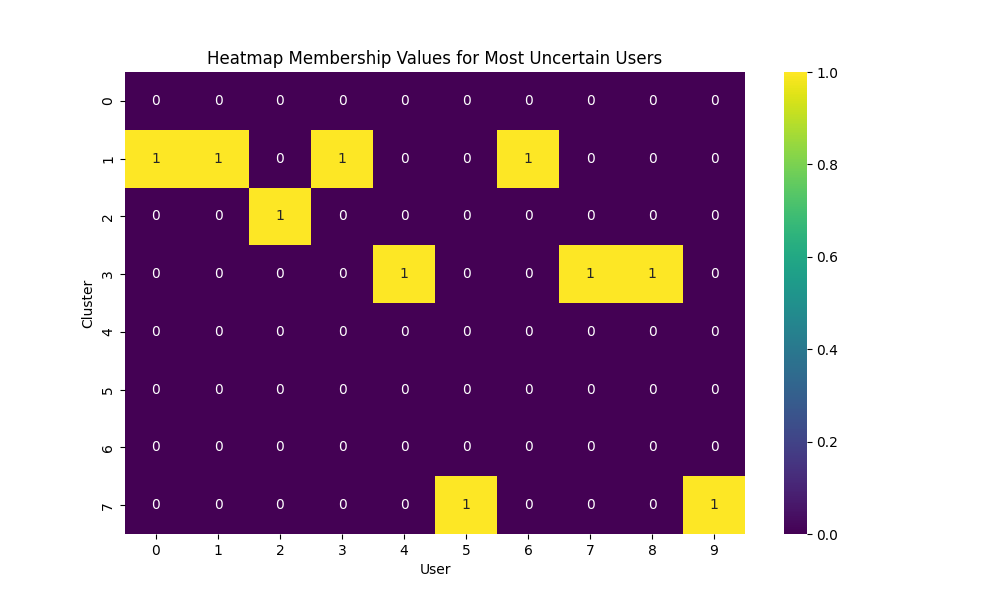 Heatmap Membership Values for Most Uncertain Users
0 0 0 0 0 0 0 0 0 0 0
1 1 1 0 1 0 0 1 0 0 0
2 0 0 1 0 0 0 0 0 0 0
3 0 0 0 0 1 0 0 1 1 0
4 0 0 0 0 0 0 0 0 0 0
5 0 0 0 0 0 0 0 0 0 0
6 0 0 0 0 0 0 0 0 0 0
7 0 0 0 0 0 1 0 0 0 1
0 1 2 3 4 5 6 7 8 9
User
Cluster
1.0
0.8
0.6
0.4
0.2
0.0